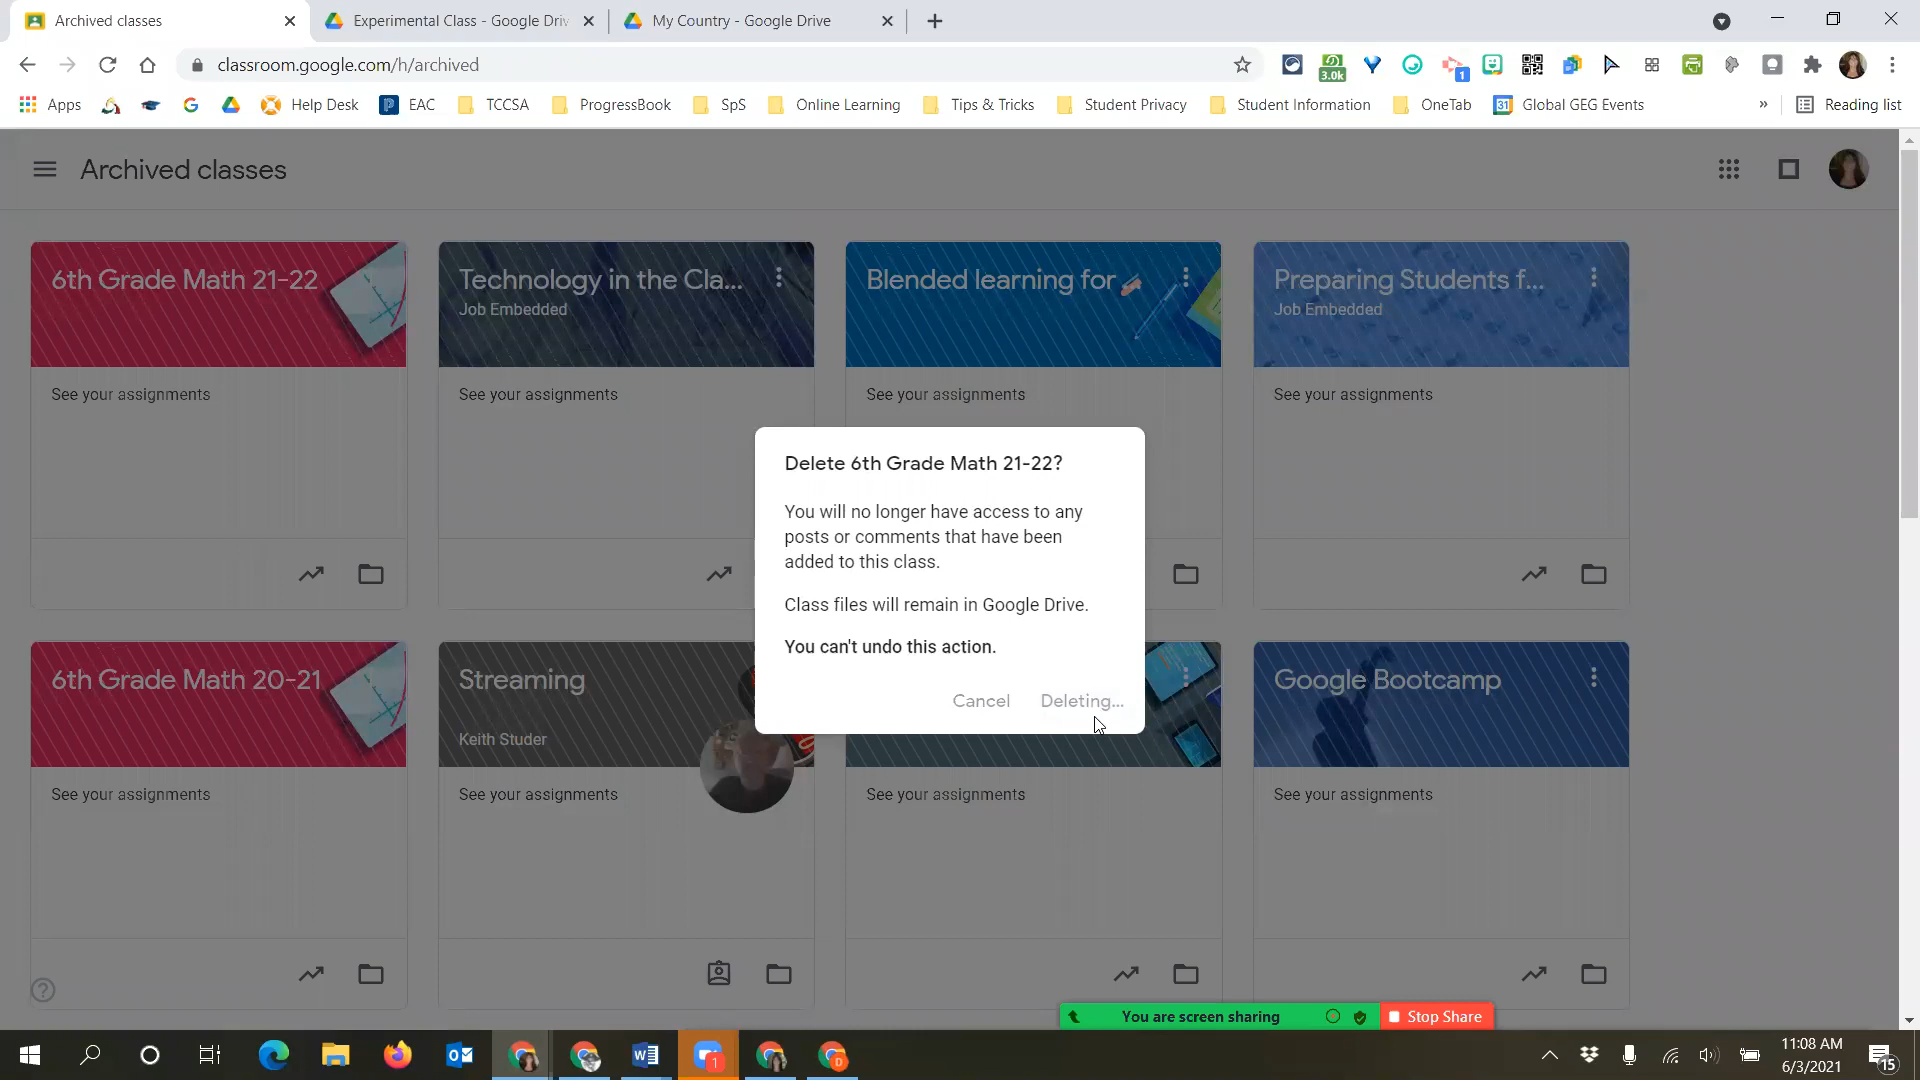 Archived classes
Experimental Class - Google Driv
My Country - Google Drive
classroom.google.com/h/archived
3.0k
1
Apps
Help Desk
EAC
TCCSA
ProgressBook
SpS
Online Learning
Tips & Tricks
Student Privacy
Student Information
OneTab
31
Global GEG Events
»
Reading list
Archived classes
6th Grade Math 21-22
Technology in the Cla...
Job Embedded
Blended learning for
Preparing Students f...
Job Embedded
See your assignments
See your assignments
See your assignments
See your assignments
Delete 6th Grade Math 21-22?
You will no longer have access to any
posts or comments that have been
added to this class.
Class files will remain in Google Drive.
You can't undo this action.
Cancel
Deleting...
6th Grade Math 20-21
Streaming
Keith Studer
Google Bootcamp
See your assignments
See your assignments
See your assignments
See your assignments
You are screen sharing
Stop Share
1
D
11:08 AM
6/3/2021
15